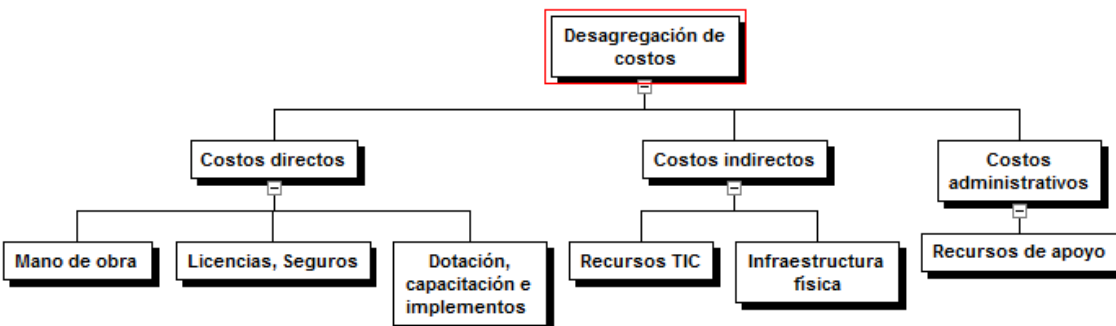 Desagregación de
costos
Costos directos
Costos indirectos
Costos
administrativos
Mano de obra
Licencias, Seguros
Dotación,
capacitación e
implementos
Recursos TIC
Infraestructura
física
Recursos de apoyo